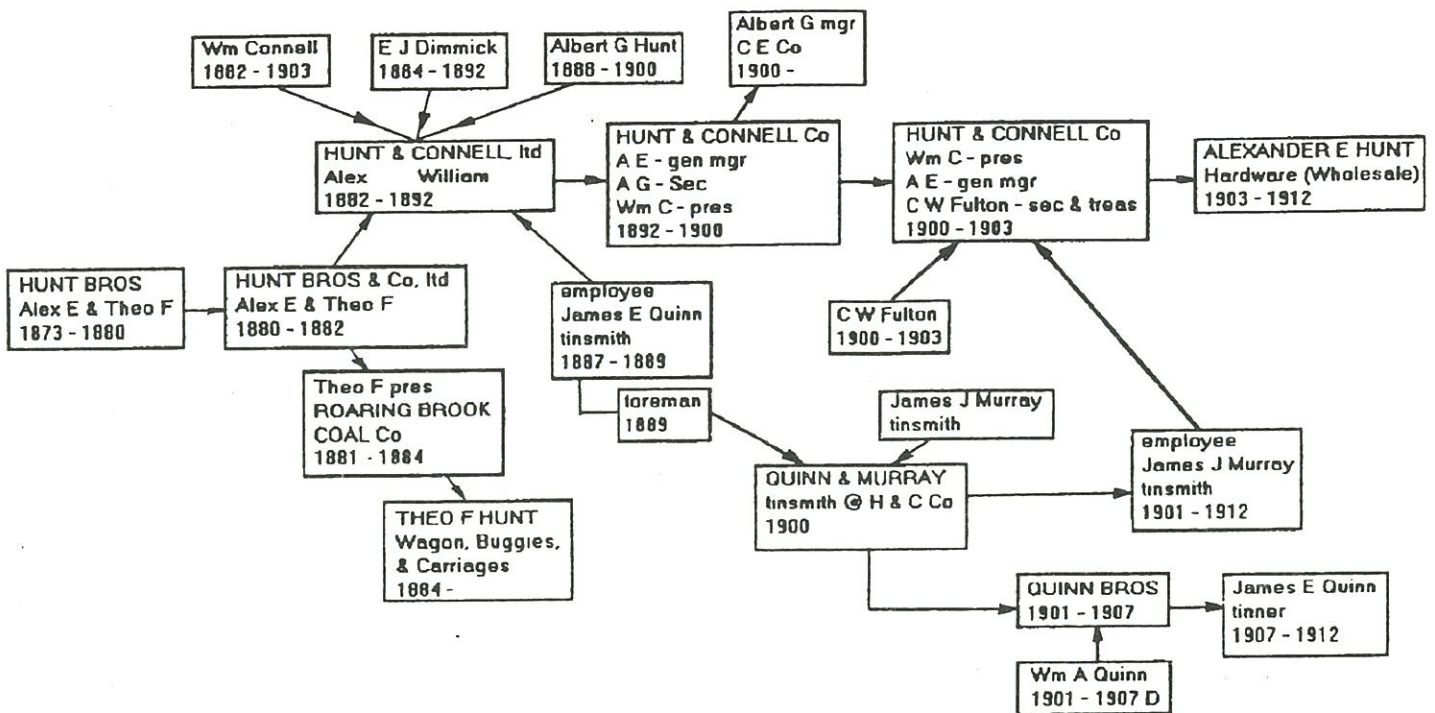 Wm Connell
1882 - 1903
E J Dimmick
1884 - 1892
Albert G Hunt
1888 - 1900
Albert G mgr
C E Co
1900 -
HUNT & CONNELL, ltd
Alex William
1882 - 1892
HUNT & CONNELL Co
A E - gen mgr
A G - Sec
Wm C - pres
1892 - 1900
HUNT & CONNELL Co
Wm C - pres
A E - gen mgr
C W Fulton - sec & treas
1900 - 1903
ALEXANDER E HUNT
Hardware (Wholesale)
1903 - 1912
HUNT BROS
Alex E & Theo F
1873 - 1880
HUNT BROS & Co, ltd
Alex E & Theo F
1880 - 1882
employee
James E Quinn
tinsmith
1887 - 1889
C W Fulton
1900 - 1903
Theo F pres
ROARING BROOK
COAL Co
1881 - 1884
foreman
1889
James J Murray
tinsmith
employee
James J Murray
tinsmith
1901 - 1912
QUINN & MURRAY
tinsmith @ H & C Co
1900
THEO F HUNT
Wagon, Buggies,
& Carriages
1884 -
QUINN BROS
1901 - 1907
James E Quinn
tinner
1907 - 1912
Wm A Quinn
1901 - 1907 D